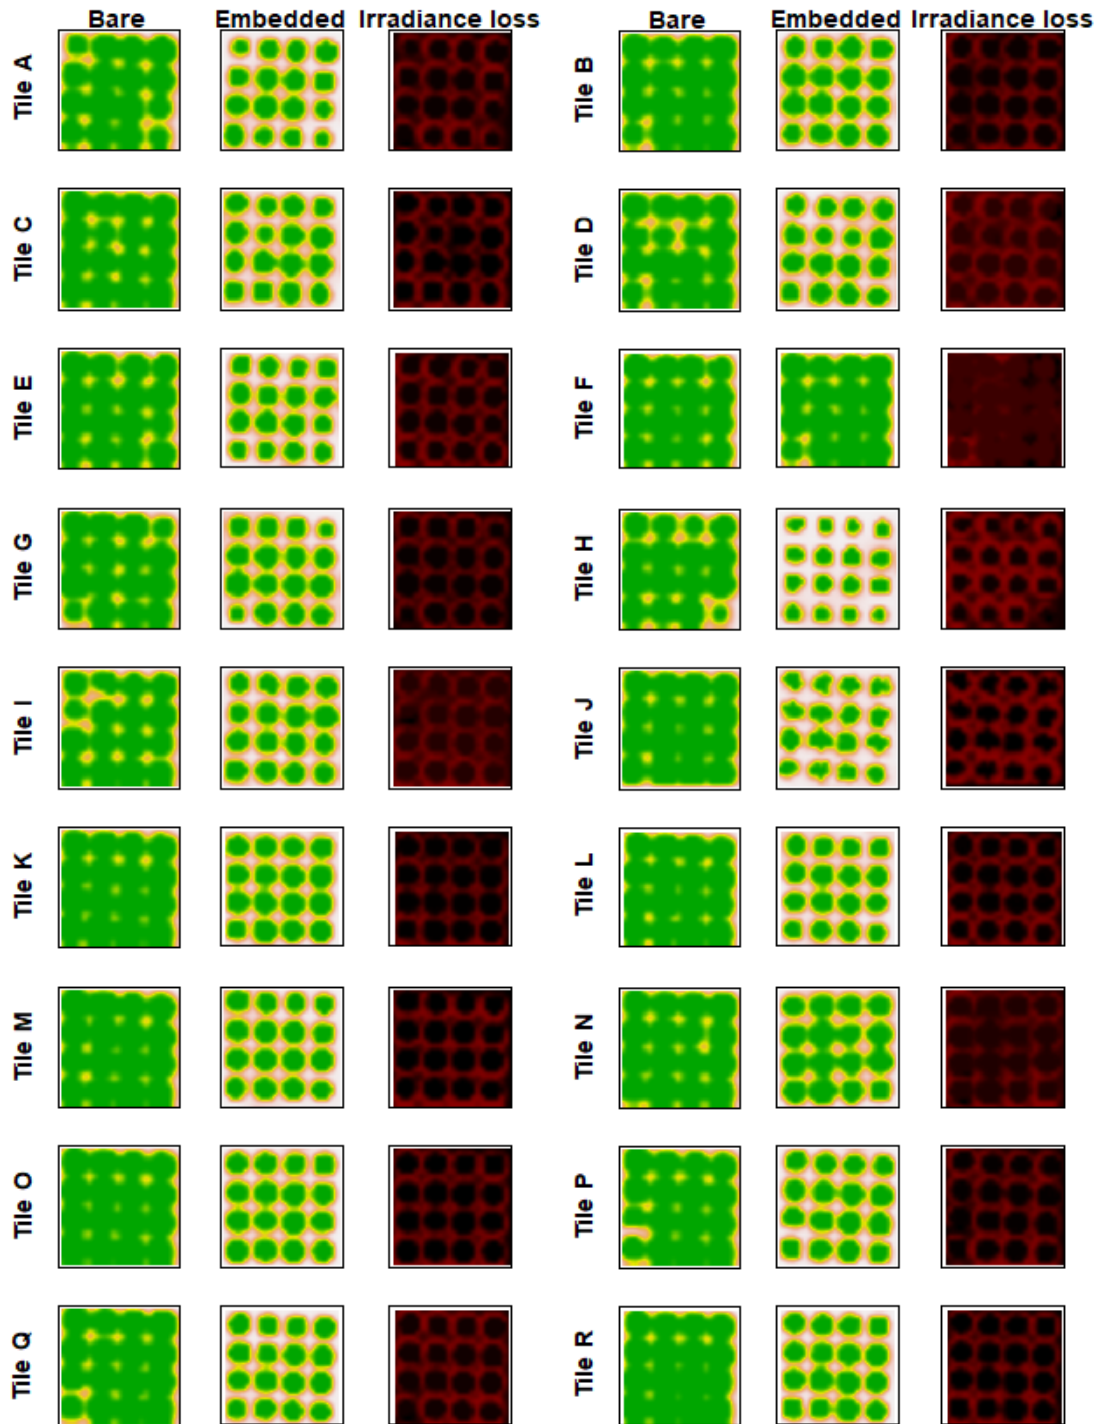 Bare Embedded Irradiance loss Bare Embedded Irradiance loss
Tile A Tile B
Tile C Tile D
Tile E Tile F
Tile G Tile H
Tile I Tile J
Tile K Tile L
Tile M Tile N
Tile O Tile P
Tile Q Tile R